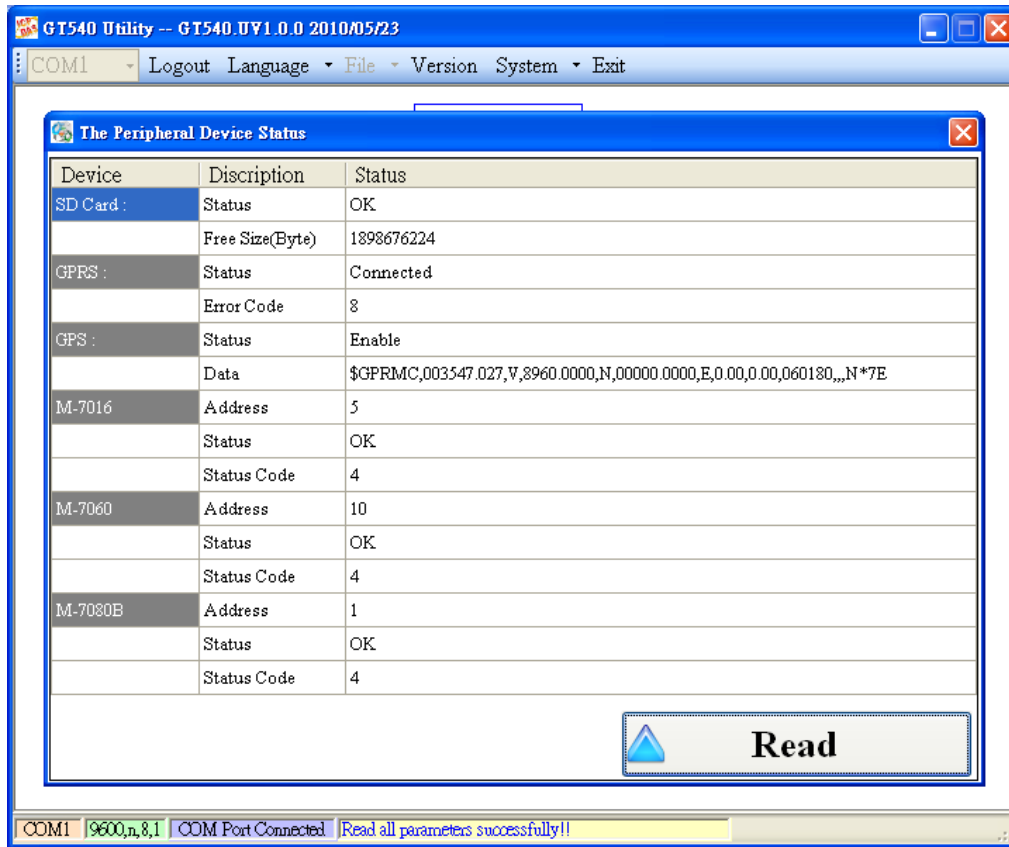 GT540 Utility -- GT540.UV1.0.0 2010/05/23
COM1 Logout Language File Version System Exit
The Peripheral Device Status
Device Discription Status
SD Card : Status OK
Free Size(Byte) 1898676224
GPRS : Status Connected
Error Code 8
GPS : Status Enable
Data $GPRMC,003547.027,V,8960.0000,N,00000.0000,E,0.00,0.00,060180,,,N*7E
M-7016 Address 5
Status OK
Status Code 4
M-7060 Address 10
Status OK
Status Code 4
M-7080B Address 1
Status OK
Status Code 4
Read
COM1 9600,n,8,1 COM Port Connected Read all parameters successfully!!